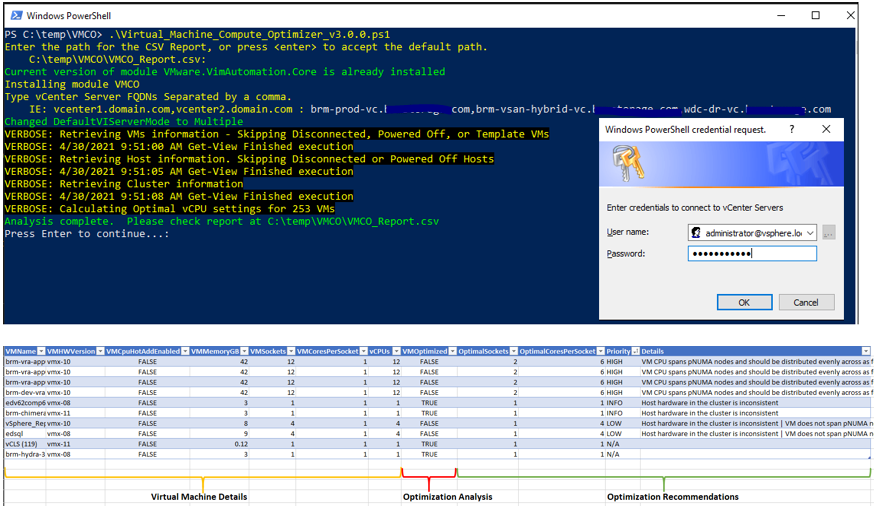 Windows PowerShell
PS C:\temp\VMCO> .\Virtual_Machine_Compute_Optimizer_v3.0.0.ps1
Enter the path for the CSV Report, or press <enter> to accept the default path.
C:\temp\VMCO\VMCO_Report.csv:
Current version of module VMware.VimAutomation.Core is already installed
Installing module VMCO
Type vCenter Server FQDNs Separated by a comma.
IE: vcenter1.domain.com,vcenter2.domain.com : brm-prod-vc. com,brm-vsan-hybrid-vc. .com,wdc-dr-vc. .com
Changed DefaultVIServerMode to Multiple
VERBOSE: Retrieving VMs information - Skipping Disconnected, Powered Off, or Template VMs
VERBOSE: 4/30/2021 9:51:00 AM Get-View Finished execution
VERBOSE: Retrieving Host information. Skipping Disconnected or Powered Off Hosts
VERBOSE: 4/30/2021 9:51:05 AM Get-View Finished execution
VERBOSE: Retrieving Cluster information
VERBOSE: 4/30/2021 9:51:08 AM Get-View Finished execution
VERBOSE: Calculating Optimal vCPU settings for 253 VMs
Analysis complete. Please check report at C:\temp\VMCO\VMCO_Report.csv
Press Enter to continue...:
Windows PowerShell credential request. ?
Enter credentials to connect to vCenter Servers
User name: administrator@vsphere.lo
Password:
OK Cancel
VMName VMHWVersion VMCpuHotAddEnabled VMMemoryGB VMSockets VMCoresPerSocket vCPUs VMOptimized OptimalSockets OptimalCoresPerSocket Priority Details
brm-vra-app vmx-10 FALSE 42 12 1 12 FALSE 2 6 HIGH VM CPU spans pNUMA nodes and should be distributed evenly across as f
brm-vra-app vmx-10 FALSE 42 12 1 12 FALSE 2 6 HIGH VM CPU spans pNUMA nodes and should be distributed evenly across as f
brm-vra-app vmx-10 FALSE 42 12 1 12 FALSE 2 6 HIGH VM CPU spans pNUMA nodes and should be distributed evenly across as f
brm-dev-vra vmx-10 FALSE 42 12 1 12 FALSE 2 6 HIGH VM CPU spans pNUMA nodes and should be distributed evenly across as f
edv62comp6 vmx-08 FALSE 3 1 1 1 TRUE 1 1 INFO Host hardware in the cluster is inconsistent
brm-chimera vmx-11 FALSE 3 1 1 1 TRUE 1 1 INFO Host hardware in the cluster is inconsistent
vSphere_Rep vmx-10 FALSE 8 4 1 4 FALSE 1 4 LOW Host hardware in the cluster is inconsistent | VM does not span pNUMA n
edsql vmx-08 FALSE 9 4 1 4 FALSE 1 4 LOW Host hardware in the cluster is inconsistent | VM does not span pNUMA n
vCLS (119) vmx-11 FALSE 0.12 1 1 1 TRUE 1 1 N/A
brm-hydra-3 vmx-08 FALSE 3 1 1 1 TRUE 1 1 N/A
Virtual Machine Details Optimization Analysis Optimization Recommendations